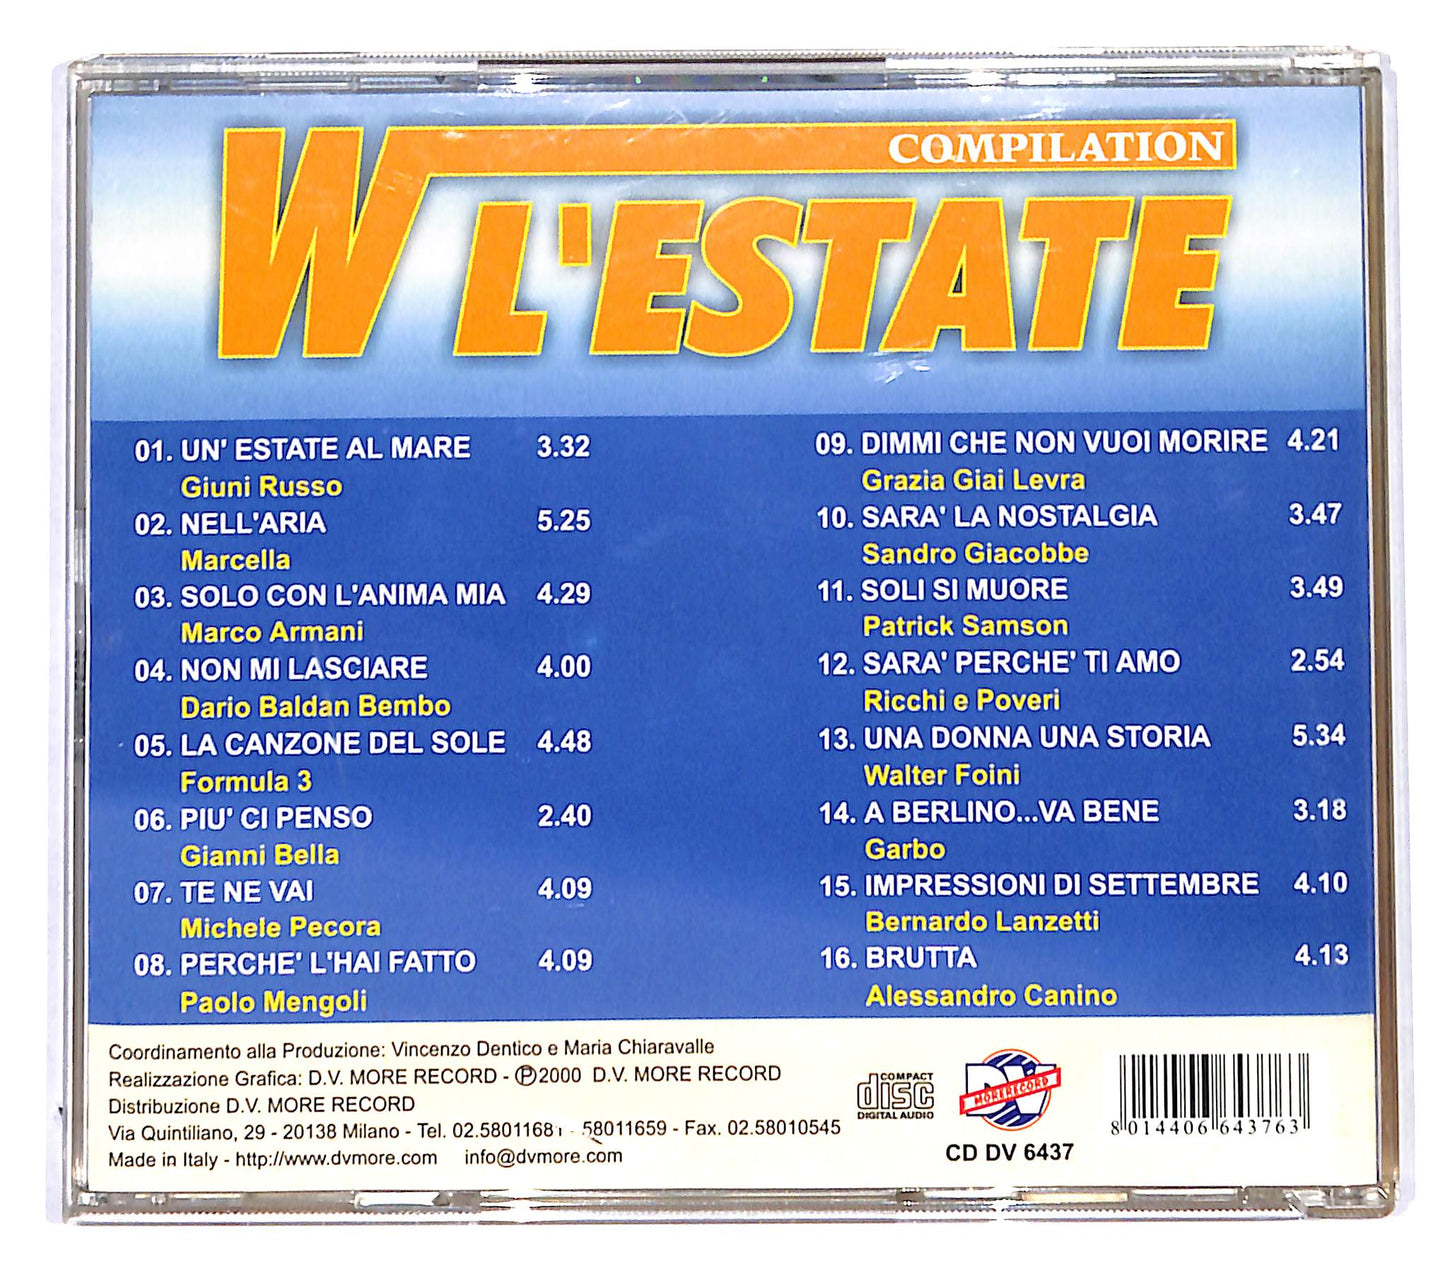 COMPILATION
W L'ESTATE
01. UN' ESTATE AL MARE 3.32
Giuni Russo
02. NELL'ARIA 5.25
Marcella
03. SOLO CON L'ANIMA MIA 4.29
Marco Armani
04. NON MI LASCIARE 4.00
Dario Baldan Bembo
05. LA CANZONE DEL SOLE 4.48
Formula 3
06. PIU' CI PENSO 2.40
Gianni Bella
07. TE NE VAI 4.09
Michele Pecora
08. PERCHE' L'HAI FATTO 4.09
Paolo Mengoli
09. DIMMI CHE NON VUOI MORIRE 4.21
Grazia Giai Levra
10. SARA' LA NOSTALGIA 3.47
Sandro Giacobbe
11. SOLI SI MUORE 3.49
Patrick Samson
12. SARA' PERCHE' TI AMO 2.54
Ricchi e Poveri
13. UNA DONNA UNA STORIA 5.34
Walter Foini
14. A BERLINO...VA BENE 3.18
Garbo
15. IMPRESSIONI DI SETTEMBRE 4.10
Bernardo Lanzetti
16. BRUTTA 4.13
Alessandro Canino
Coordinamento alla Produzione: Vincenzo Dentico e Maria Chiaravalle
Realizzazione Grafica: D.V. MORE RECORD - ℗2000 D.V. MORE RECORD
Distribuzione D.V. MORE RECORD
Via Quintiliano, 29 - 20138 Milano - Tel. - 58011659 - Fax. 02.58010545
Made in Italy - http://www.dvmore.com info@dvmore.com
COMPACT
disc
DIGITAL AUDIO
DV
MORE RECORD
CD DV 6437
8 014406 643763